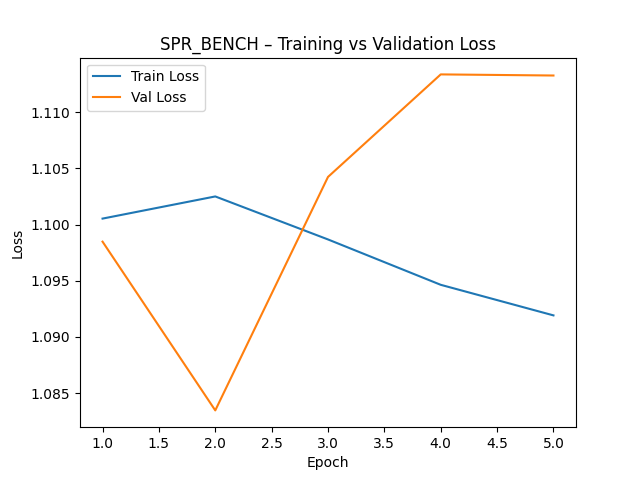 SPR_BENCH – Training vs Validation Loss
Train Loss
Val Loss
1.110
1.105
1.100
1.095
1.090
1.085
Loss
1.0 1.5 2.0 2.5 3.0 3.5 4.0 4.5 5.0
Epoch